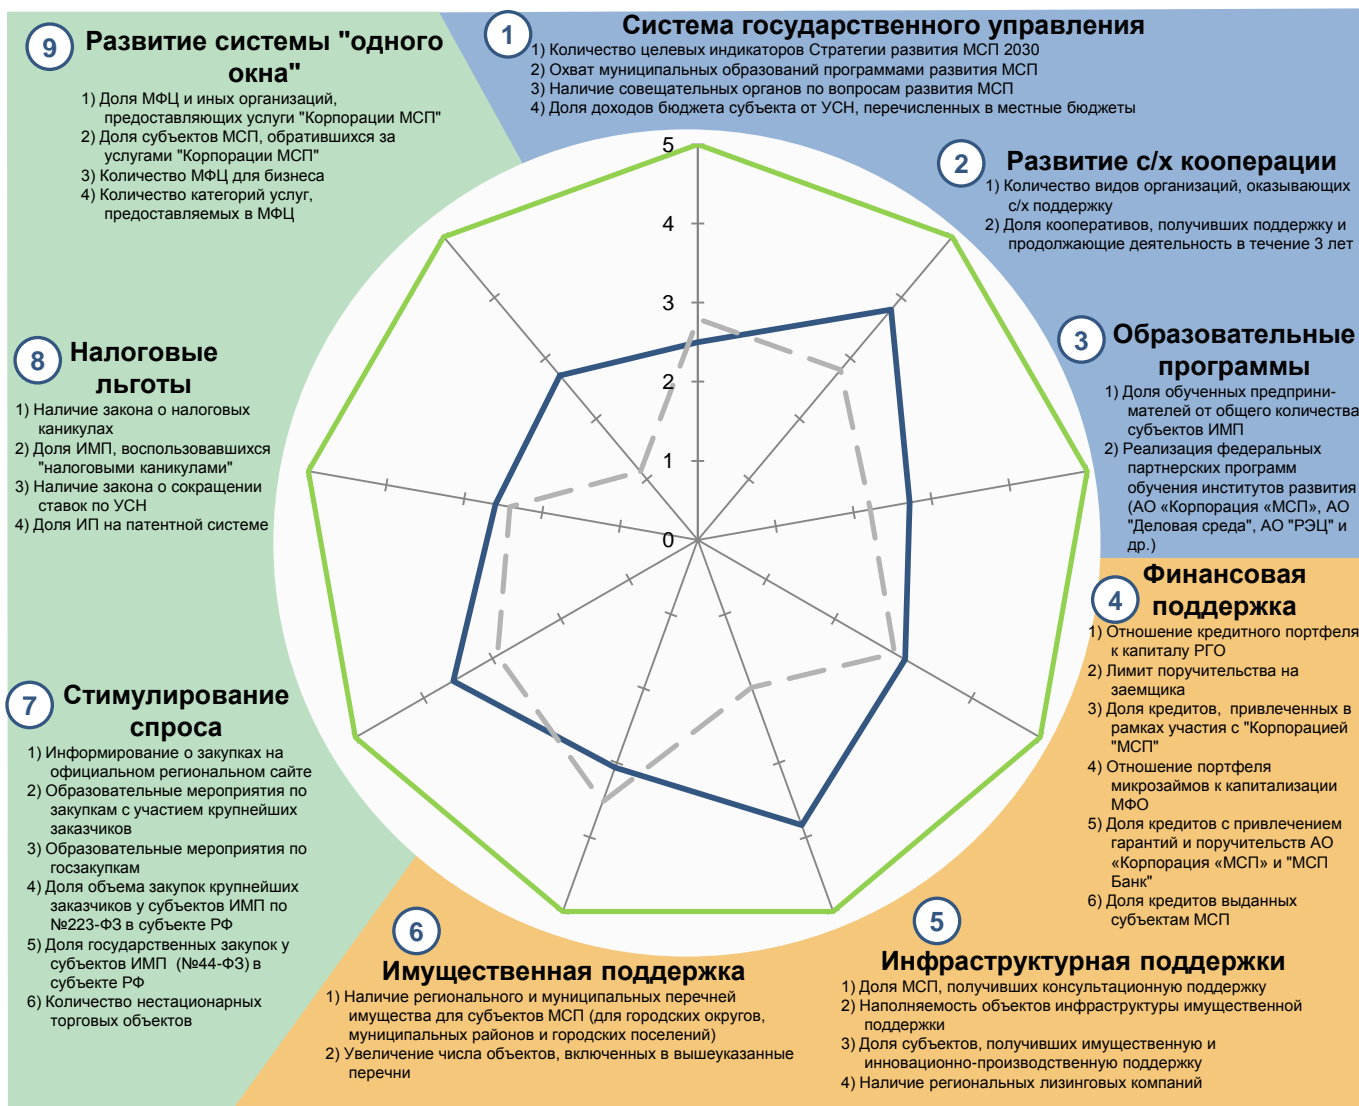 1
Система государственного управления
1) Количество целевых индикаторов Стратегии развития МСП 2030
2) Охват муниципальных образований программами развития МСП
3) Наличие совещательных органов по вопросам развития МСП
4) Доля доходов бюджета субъекта от УСН, перечисленных в местные бюджеты
2
Развитие с/х кооперации
1) Количество видов организаций, оказывающих
с/х поддержку
2) Доля кооперативов, получивших поддержку и
продолжающие деятельность в течение 3 лет
3
Образовательные
программы
1) Доля обученных предприни-
мателей от общего количества
субъектов ИМП
2) Реализация федеральных
партнерских программ
обучения институтов развития
(АО «Корпорация «МСП», АО
"Деловая среда", АО "РЭЦ" и
др.)
4
Финансовая
поддержка
1) Отношение кредитного портфеля
к капиталу РГО
2) Лимит поручительства на
заемщика
3) Доля кредитов, привлеченных в
рамках участия с "Корпорацией
"МСП"
4) Отношение портфеля
микрозаймов к капитализации
МФО
5) Доля кредитов с привлечением
гарантий и поручительств АО
«Корпорация «МСП» и "МСП
Банк"
6) Доля кредитов выданных
субъектам МСП
5
Инфраструктурная поддержки
1) Доля МСП, получивших консультационную поддержку
2) Наполняемость объектов инфраструктуры имущественной
поддержки
3) Доля субъектов, получивших имущественную и
инновационно-производственную поддержку
4) Наличие региональных лизинговых компаний
6
Имущественная поддержка
1) Наличие регионального и муниципальных перечней
имущества для субъектов МСП (для городских округов,
муниципальных районов и городских поселений)
2) Увеличение числа объектов, включенных в вышеуказанные
перечни
7
Стимулирование
спроса
1) Информирование о закупках на
официальном региональном сайте
2) Образовательные мероприятия по
закупкам с участием крупнейших
заказчиков
3) Образовательные мероприятия по
госзакупкам
4) Доля объема закупок крупнейших
заказчиков у субъектов ИМП по
№223-ФЗ в субъекте РФ
5) Доля государственных закупок у
субъектов ИМП (№44-ФЗ) в
субъекте РФ
6) Количество нестационарных
торговых объектов
8
Налоговые
льготы
1) Наличие закона о налоговых
каникулах
2) Доля ИМП, воспользовавшихся
"налоговыми каникулами"
3) Наличие закона о сокращении
ставок по УСН
4) Доля ИП на патентной системе
9
Развитие системы "одного
окна"
1) Доля МФЦ и иных организаций,
предоставляющих услуги "Корпорации МСП"
2) Доля субъектов МСП, обратившихся за
услугами "Корпорации МСП"
3) Количество МФЦ для бизнеса
4) Количество категорий услуг,
предоставляемых в МФЦ
5
4
3
2
1
0